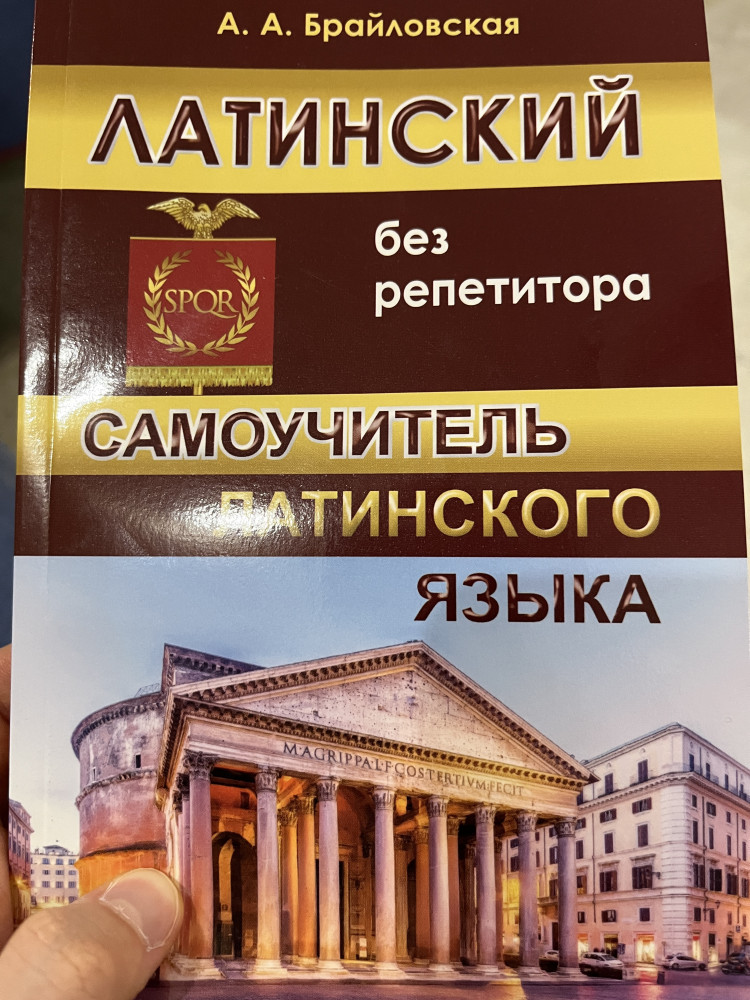 А. А. Брайловская
ЛАТИНСКИЙ
без
репетитора
SPQR
САМОУЧИТЕЛЬ
ЛАТИНСКОГО
ЯЗЫКА
M·AGRIPPA·L·F·COS·TERTIVM·FECIT